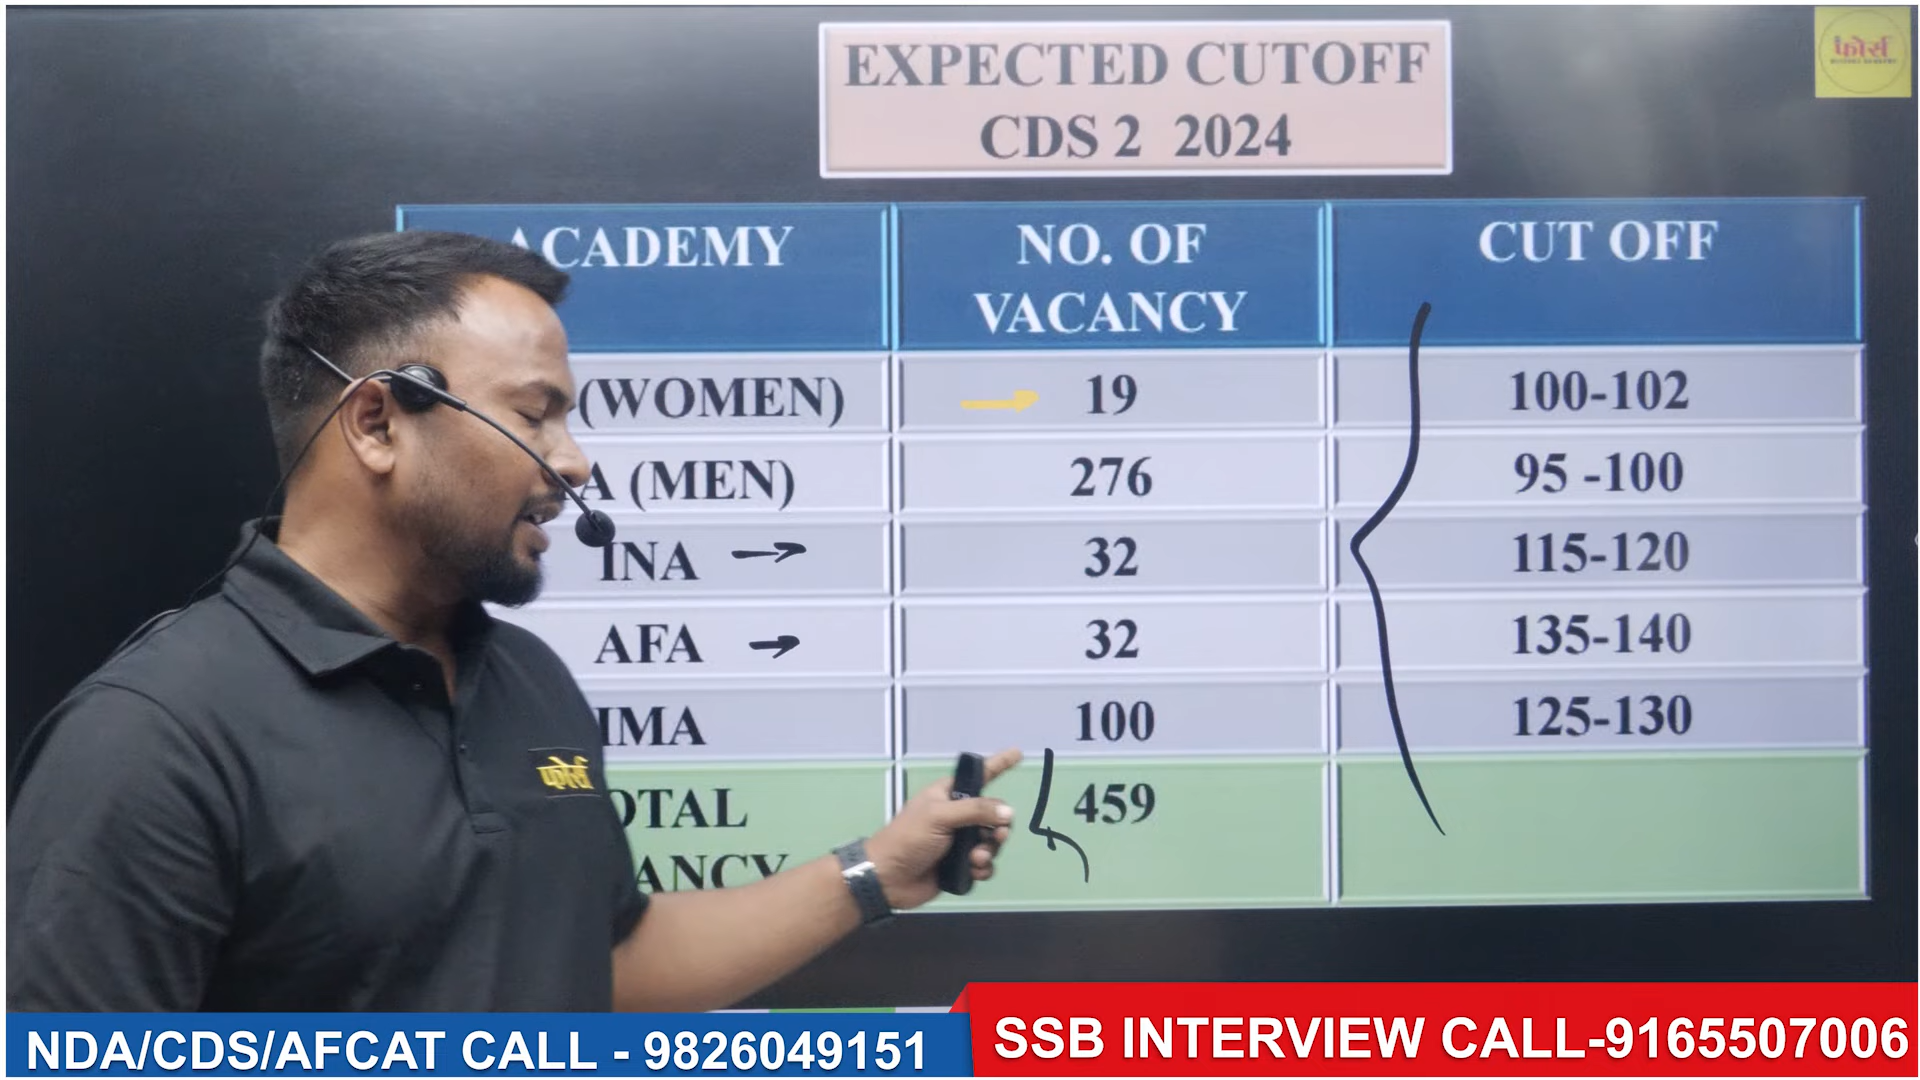 EXPECTED CUTOFF
CDS 2 2024
फोर्स
ACADEMY
NO. OF
VACANCY
CUT OFF
(WOMEN)
19
100-102
A (MEN)
276
95 -100
INA
32
115-120
AFA
32
135-140
IMA
100
125-130
OTAL
ANCY
459
फोर्स
NDA/CDS/AFCAT CALL - 9826049151
SSB INTERVIEW CALL-9165507006